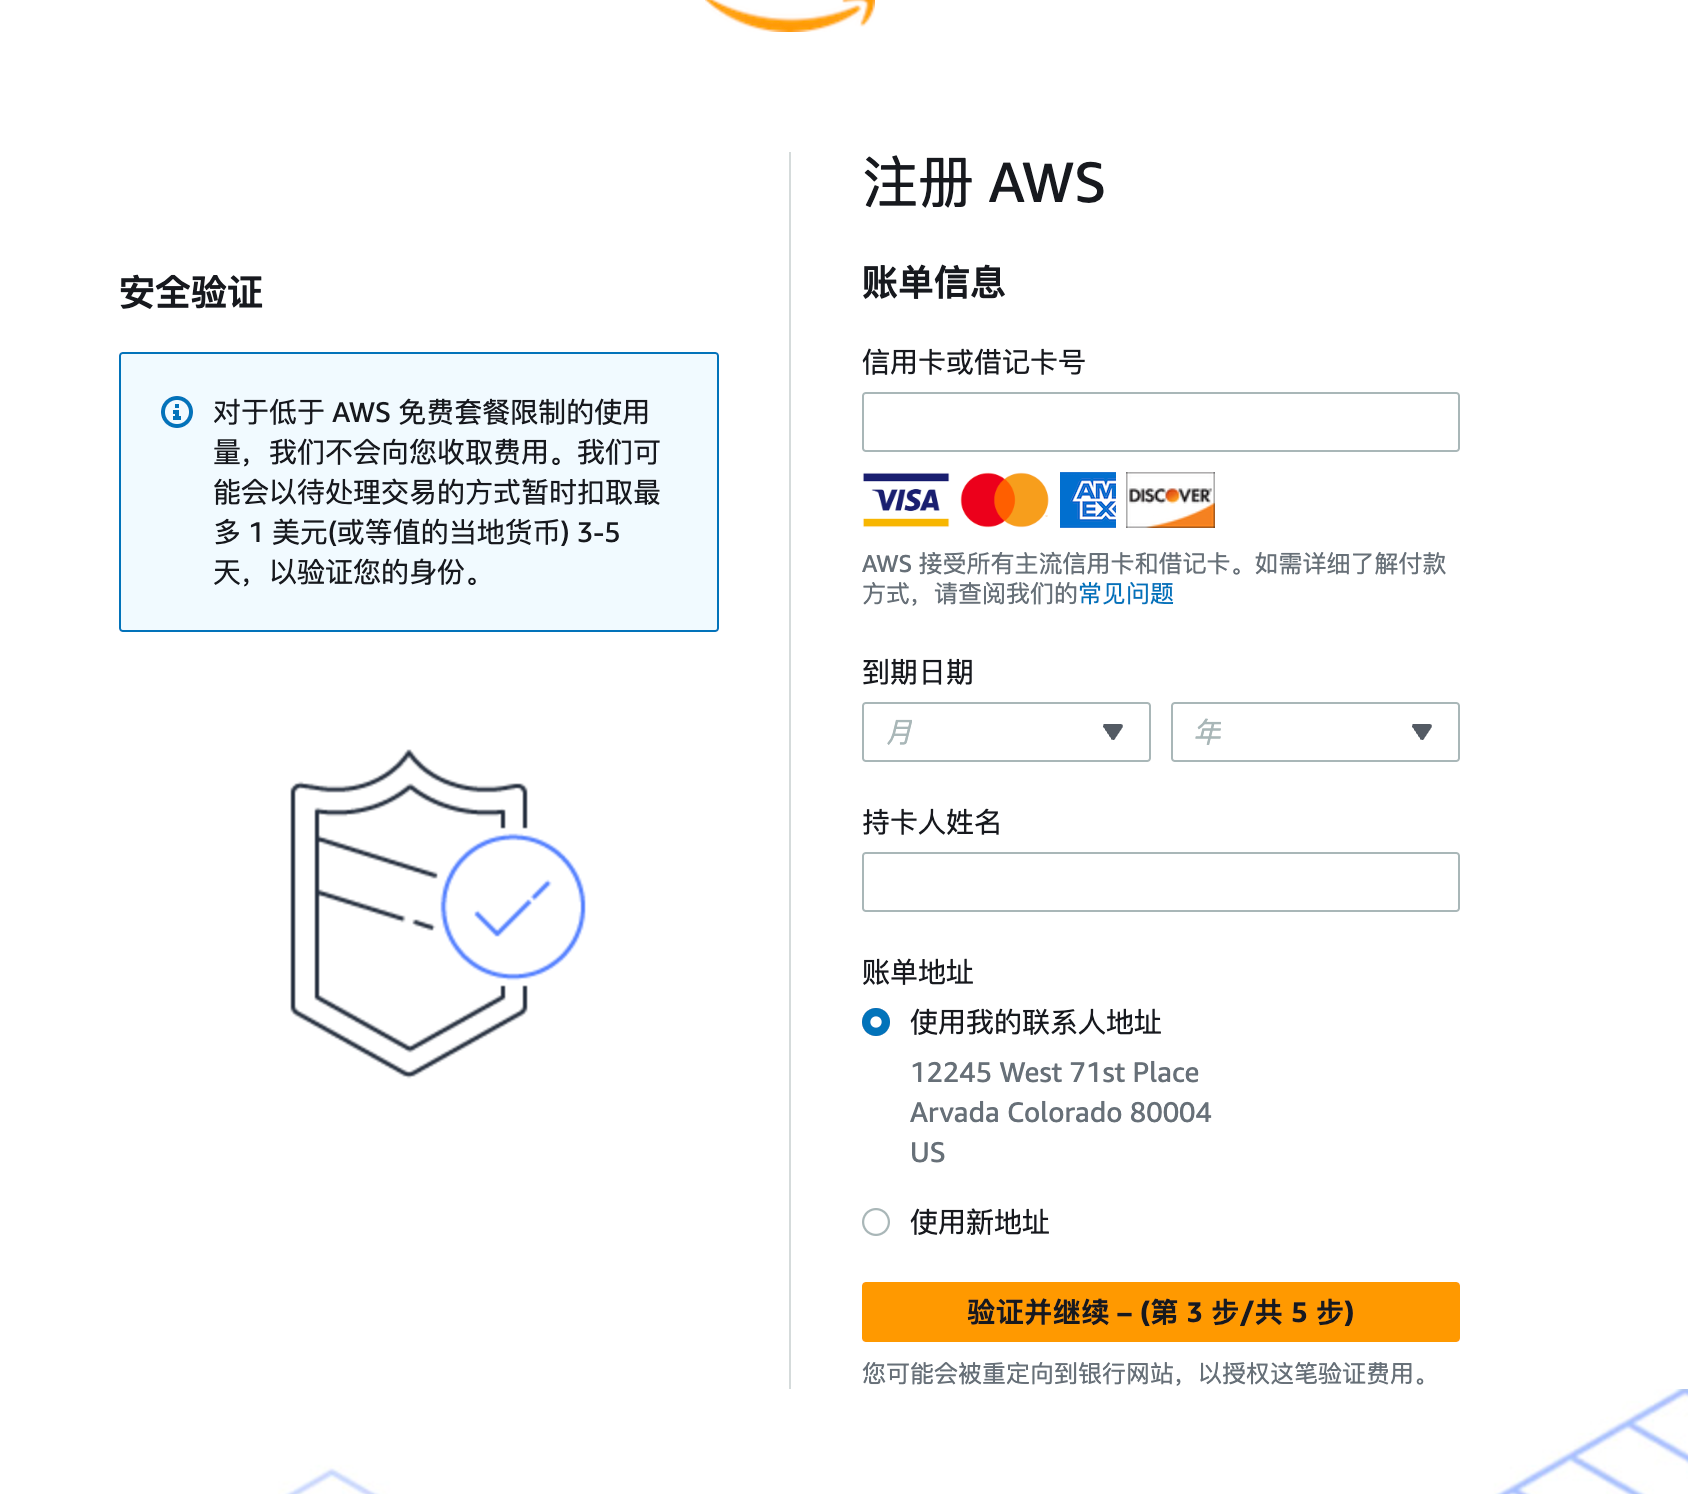 安全验证
对于低于 AWS 免费套餐限制的使用
量，我们不会向您收取费用。我们可
能会以待处理交易的方式暂时扣取最
多 1 美元(或等值的当地货币) 3-5
天，以验证您的身份。
注册 AWS
账单信息
信用卡或借记卡号
VISA
AM
EX
DISCOVER
AWS 接受所有主流信用卡和借记卡。如需详细了解付款
方式，请查阅我们的常见问题
到期日期
月
年
持卡人姓名
账单地址
使用我的联系人地址
12245 West 71st Place
Arvada Colorado 80004
US
使用新地址
验证并继续 – (第 3 步/共 5 步)
您可能会被重定向到银行网站，以授权这笔验证费用。